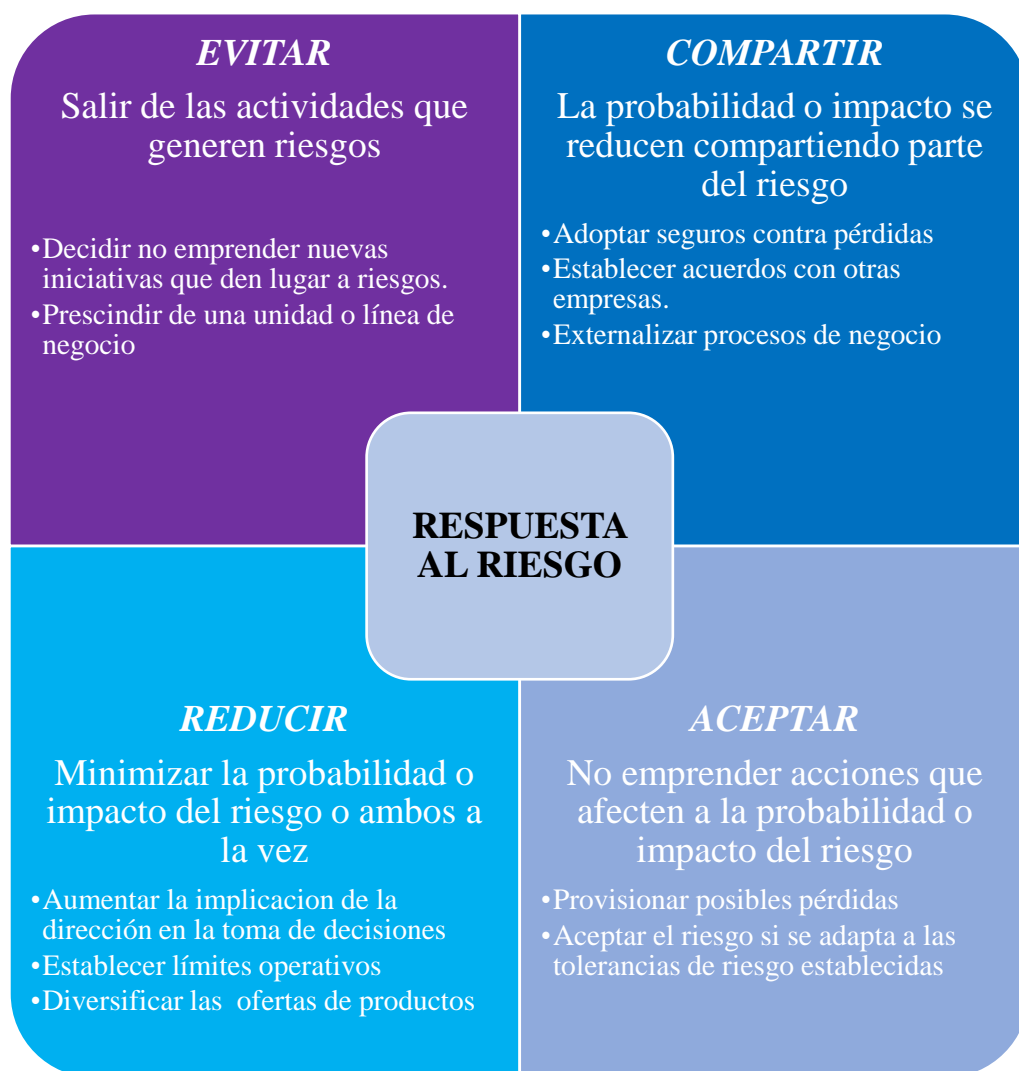 EVITAR
Salir de las actividades que
generen riesgos
•Decidir no emprender nuevas
iniciativas que den lugar a riesgos.
•Prescindir de una unidad o línea de
negocio
COMPARTIR
La probabilidad o impacto se
reducen compartiendo parte
del riesgo
•Adoptar seguros contra pérdidas
•Establecer acuerdos con otras
empresas.
•Externalizar procesos de negocio
RESPUESTA
AL RIESGO
REDUCIR
Minimizar la probabilidad o
impacto del riesgo o ambos a
la vez
•Aumentar la implicacion de la
dirección en la toma de decisiones
•Establecer límites operativos
•Diversificar las ofertas de productos
ACEPTAR
No emprender acciones que
afecten a la probabilidad o
impacto del riesgo
•Provisionar posibles pérdidas
•Aceptar el riesgo si se adapta a las
tolerancias de riesgo establecidas